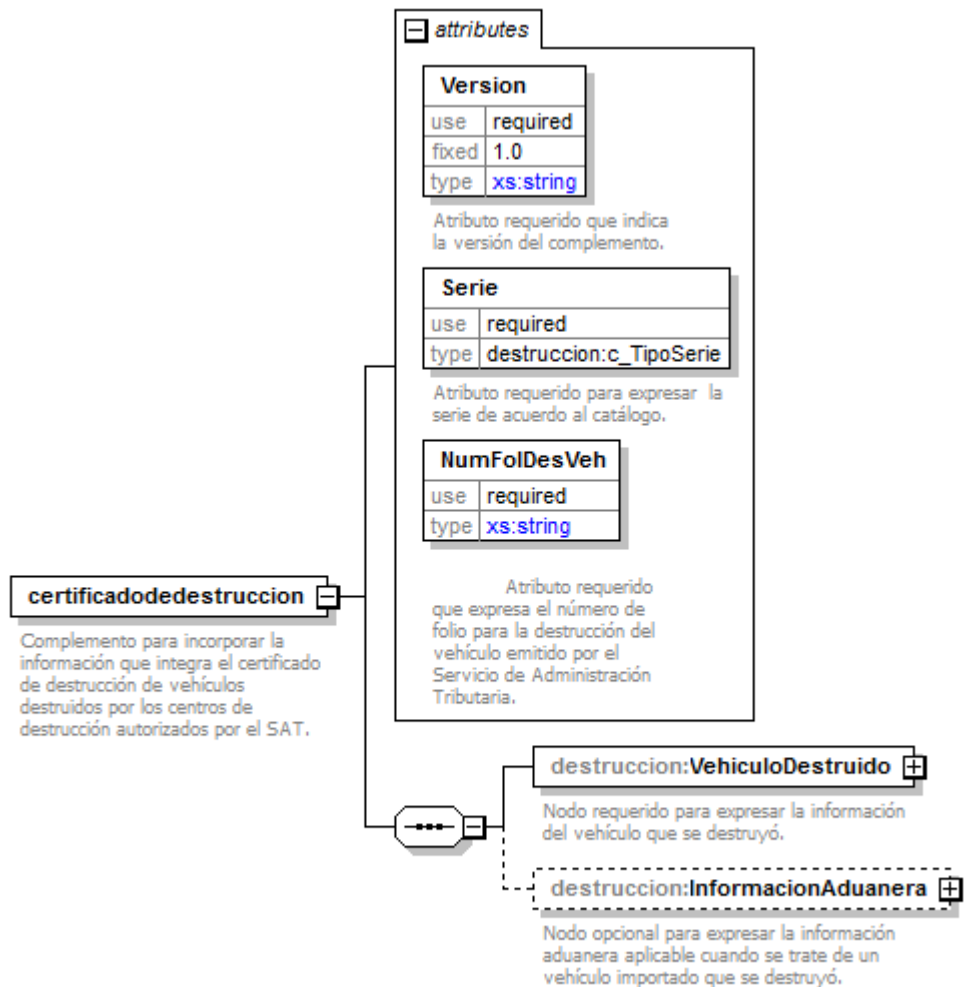 attributes
Version
use required
fixed 1.0
type xs:string
Atributo requerido que indica
la versión del complemento.
Serie
use required
type destruccion:c_TipoSerie
Atributo requerido para expresar la
serie de acuerdo al catálogo.
NumFolDesVeh
use required
type xs:string
Atributo requerido
que expresa el número de
folio para la destrucción del
vehículo emitido por el
Servicio de Administración
Tributaria.
certificadodedestruccion
Complemento para incorporar la
información que integra el certificado
de destrucción de vehículos
destruidos por los centros de
destrucción autorizados por el SAT.
destruccion:VehiculoDestruido
Nodo requerido para expresar la información
del vehículo que se destruyó.
destruccion:InformacionAduanera
Nodo opcional para expresar la información
aduanera aplicable cuando se trate de un
vehículo importado que se destruyó.